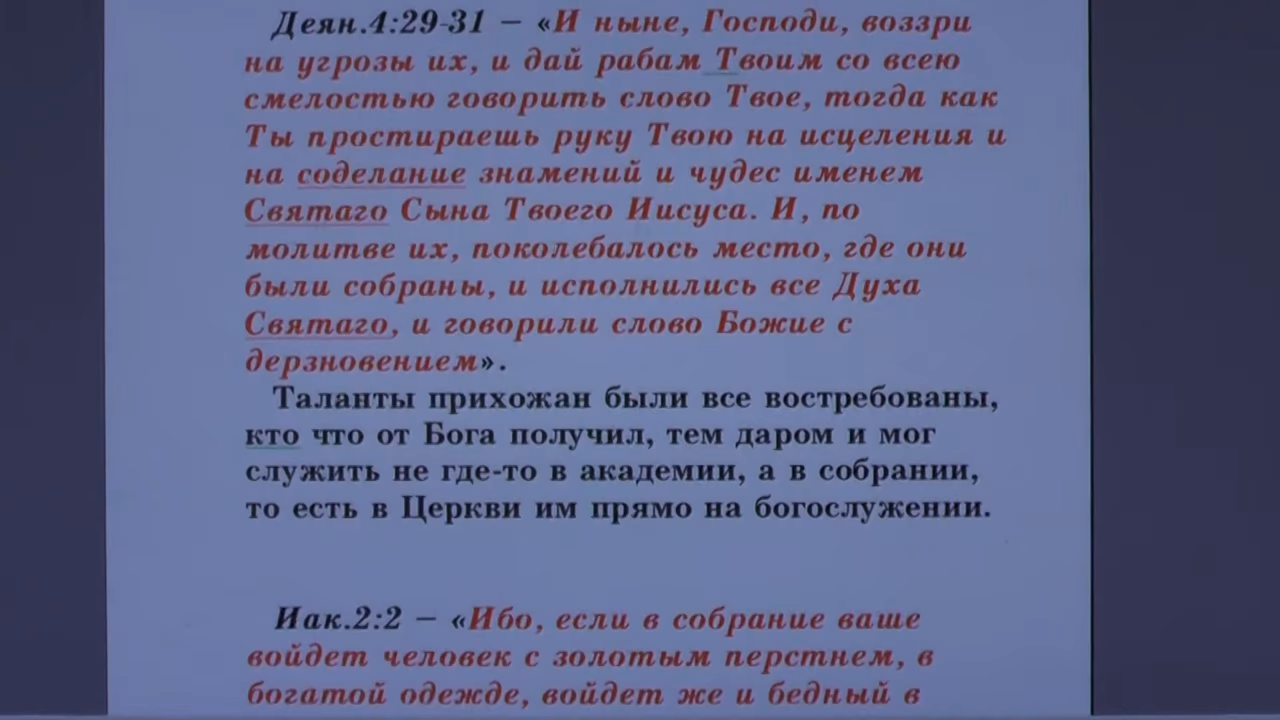 Деян.4:29-31 – «И ныне, Господи, воззри
на угрозы их, и дай рабам Твоим со всею
смелостью говорить слово Твое, тогда как
Ты простираешь руку Твою на исцеления и
на соделание знамений и чудес именем
Святаго Сына Твоего Иисуса. И, по
молитве их, поколебалось место, где они
были собраны, и исполнились все Духа
Святаго, и говорили слово Божие с
дерзновением».
Таланты прихожан были все востребованы,
кто что от Бога получил, тем даром и мог
служить не где-то в академии, а в собрании,
то есть в Церкви им прямо на богослужении.
Иак.2:2 – «Ибо, если в собрание ваше
войдет человек с золотым перстнем, в
богатой одежде, войдет же и бедный в